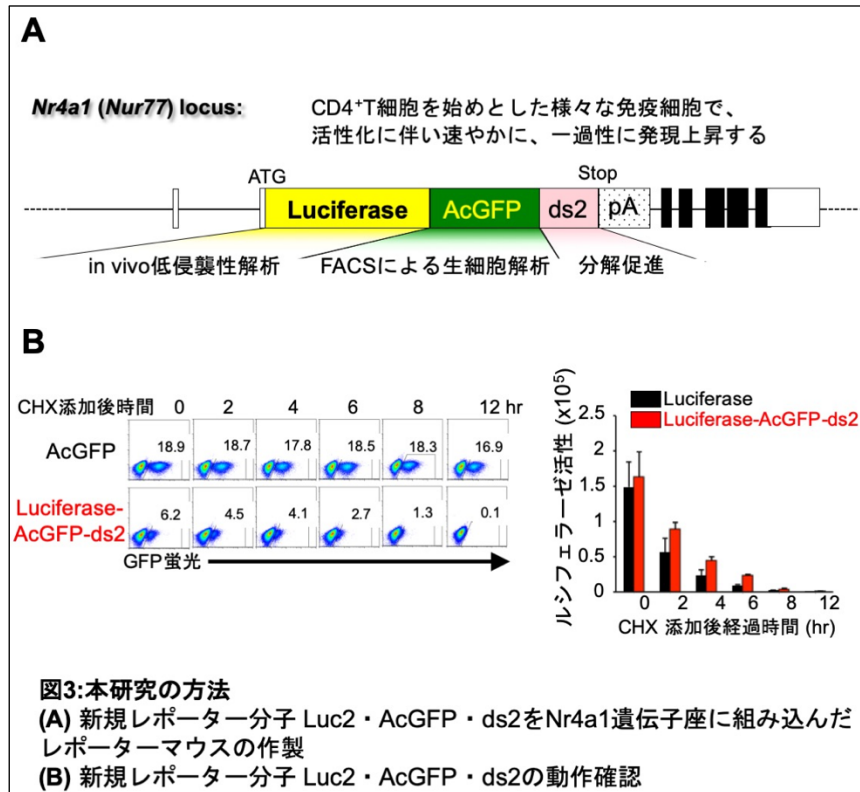 A
Nr4a1 (Nur77) locus:
CD4+T細胞を始めとした様々な免疫細胞で、
活性化に伴い速やかに、一過性に発現上昇する
ATG
Stop
Luciferase
AcGFP
ds2
pA
in vivo低侵襲性解析
FACSによる生細胞解析
分解促進
B
CHX添加後時間 0 2 4 6 8 12 hr
AcGFP
18.9 18.7 17.8 18.5 18.3 16.9
Luciferase-
AcGFP-ds2
6.2 4.5 4.1 2.7 1.3 0.1
GFP蛍光
ルシフェラーゼ活性 (x10⁵)
Luciferase
Luciferase-AcGFP-ds2
2.5
2
1.5
1
0.5
0
0 2 4 6 8 12
CHX 添加後経過時間 (hr)
図3:本研究の方法
(A) 新規レポーター分子 Luc2・AcGFP・ds2をNr4a1遺伝子座に組み込んだ
レポーターマウスの作製
(B) 新規レポーター分子 Luc2・AcGFP・ds2の動作確認